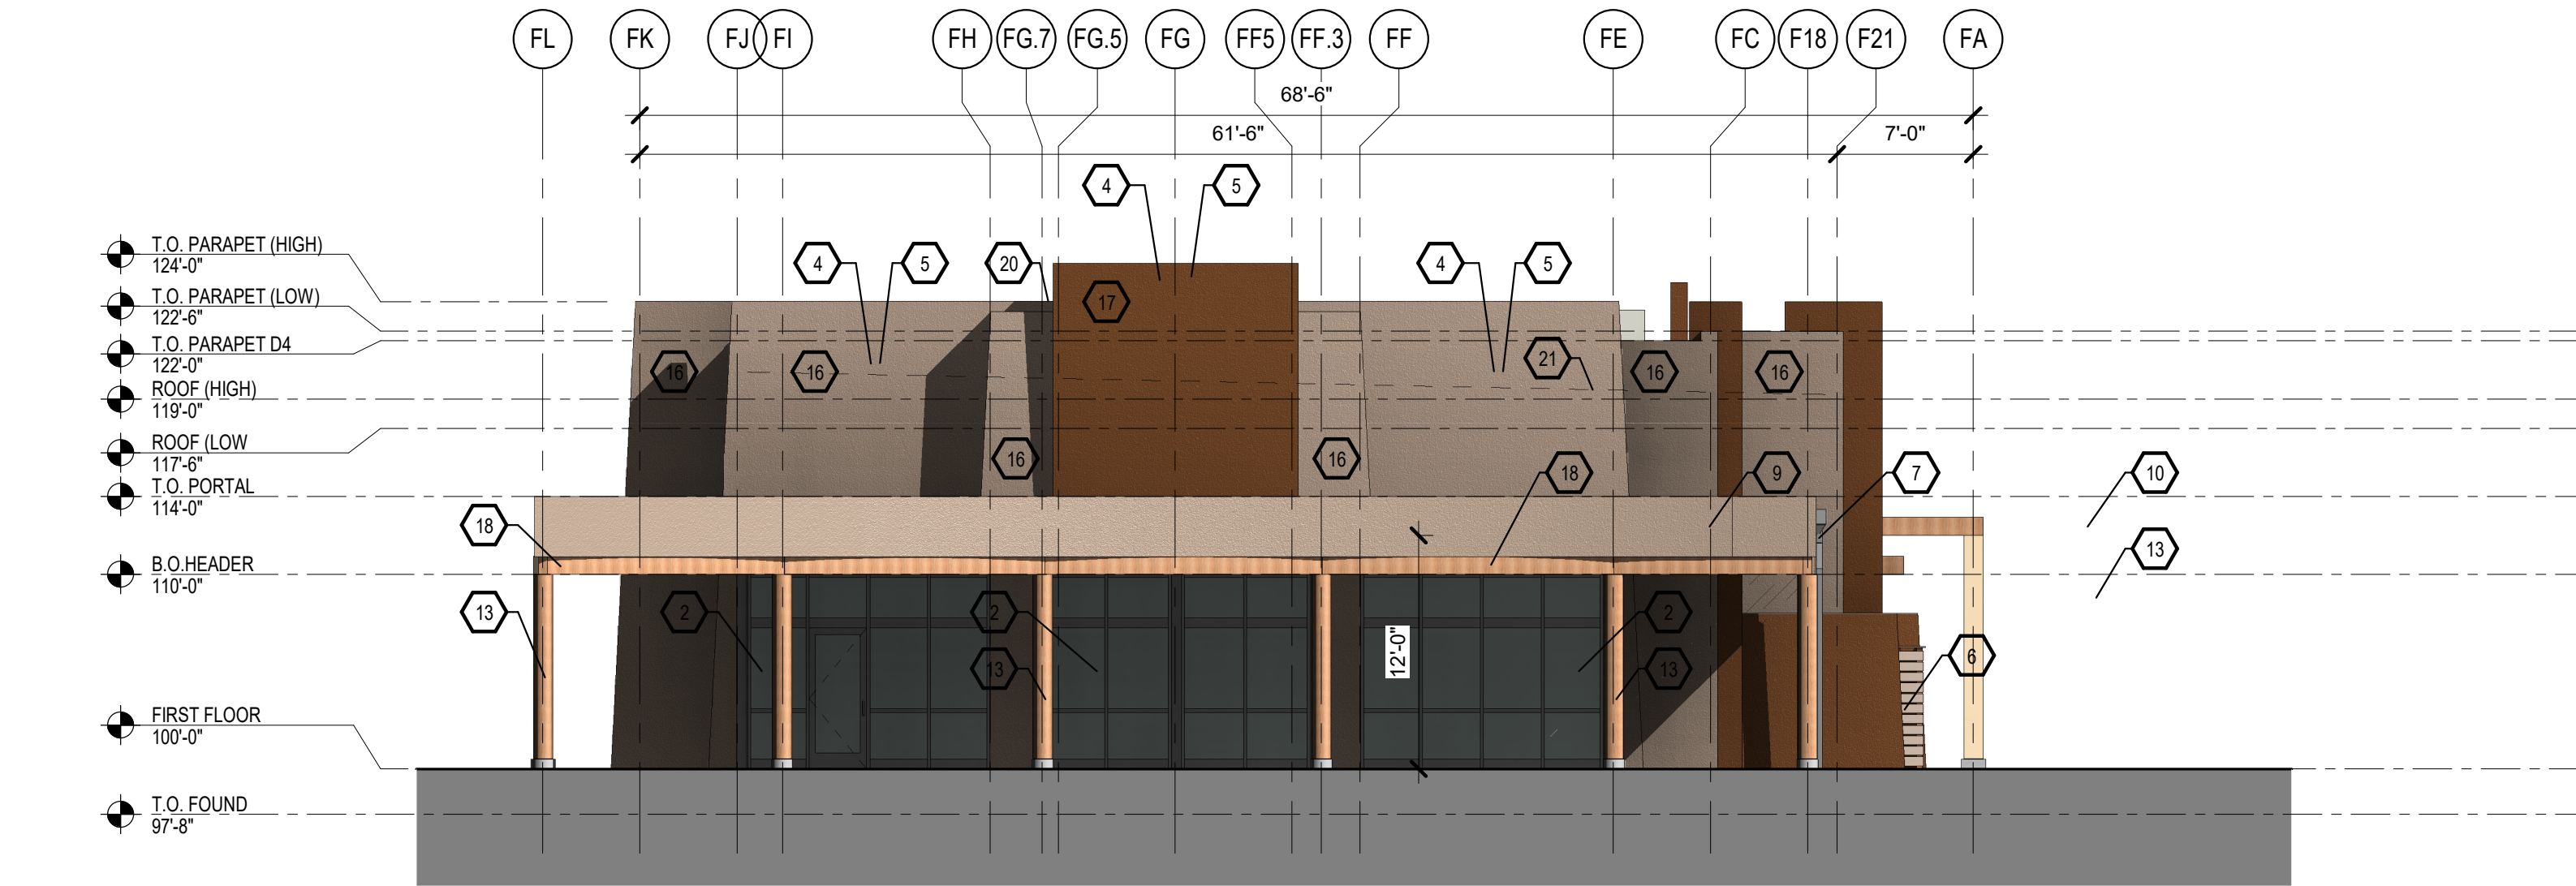 FL FK FJ FI FH FG.7 FG.5 FG FF5 FF.3 FF FE FC F18 F21 FA
68'-6"
61'-6" 7'-0"
4 5
T.O. PARAPET (HIGH)
124'-0"
4 5 20 4 5
T.O. PARAPET (LOW)
122'-6"
17
T.O. PARAPET D4
122'-0"
16 16 21 16 16
ROOF (HIGH)
119'-0"
ROOF (LOW
117'-6"
16 16 18 9 7 10
T.O. PORTAL
114'-0"
18
B.O.HEADER
110'-0"
13
13 2 2 2
12'-0"
13 13 6
FIRST FLOOR
100'-0"
T.O. FOUND
97'-8"